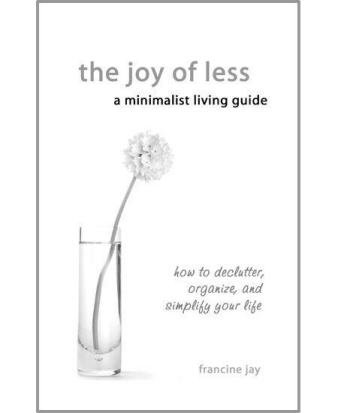 the joy of less
a minimalist living guide
how to declutter,
organize, and
simplify your life
francine jay